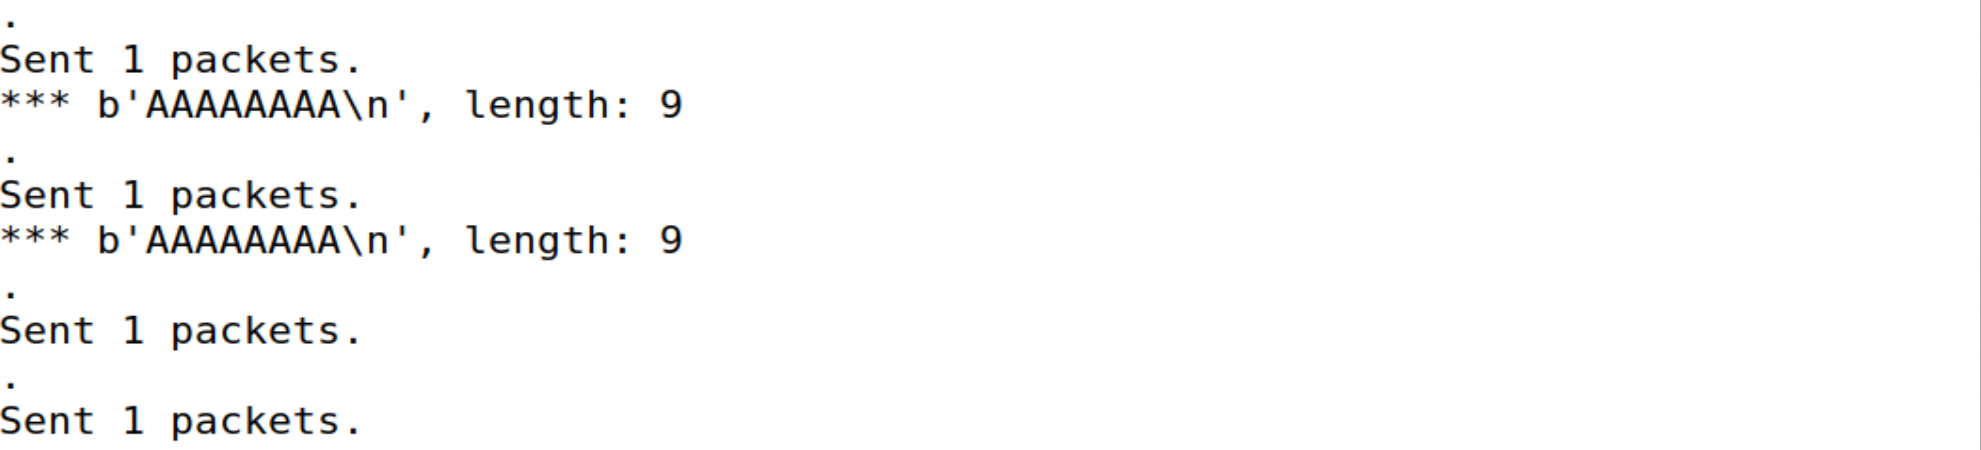 .
Sent 1 packets.
*** b'AAAAAAAA\n', length: 9
.
Sent 1 packets.
*** b'AAAAAAAA\n', length: 9
.
Sent 1 packets.
.
Sent 1 packets.